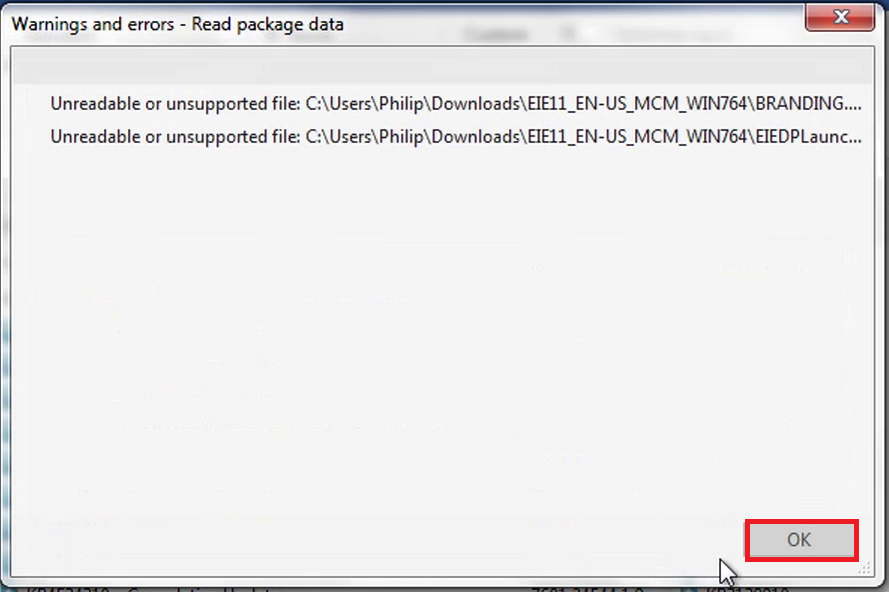 Warnings and errors - Read package data
Unreadable or unsupported file: C:\Users\Philip\Downloads\EIE11_EN-US_MCM_WIN764\BRANDING....
Unreadable or unsupported file: C:\Users\Philip\Downloads\EIE11_EN-US_MCM_WIN764\EIEDPLaunc...
OK